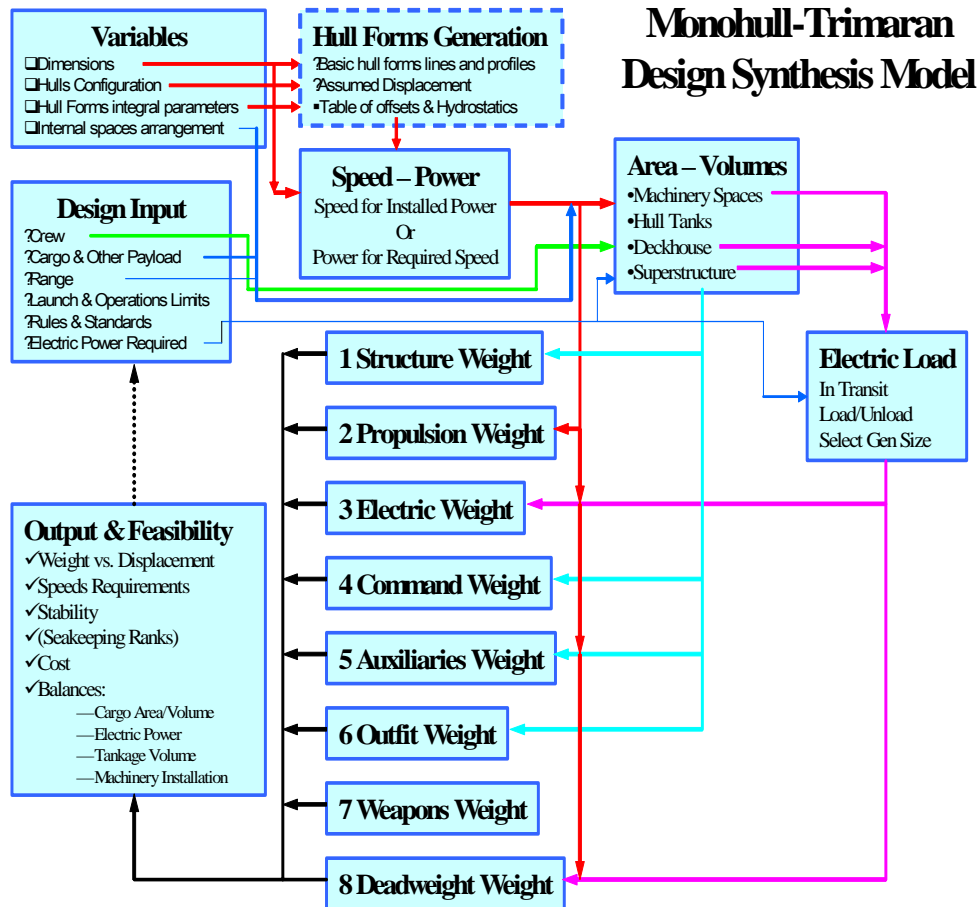 Monohull-Trimaran
Design Synthesis Model
Variables
❑Dimensions
❑Hulls Configuration
❑Hull Forms integral parameters
❑Internal spaces arrangement
Hull Forms Generation
?Basic hull forms lines and profiles
?Assumed Displacement
▪Table of offsets & Hydrostatics
Speed – Power
Speed for Installed Power
Or
Power for Required Speed
Area – Volumes
•Machinery Spaces
•Hull Tanks
•Deckhouse
•Superstructure
Design Input
?Crew
?Cargo & Other Payload
?Range
?Launch & Operations Limits
?Rules & Standards
?Electric Power Required
Electric Load
In Transit
Load/Unload
Select Gen Size
1 Structure Weight
2 Propulsion Weight
3 Electric Weight
4 Command Weight
5 Auxiliaries Weight
6 Outfit Weight
7 Weapons Weight
8 Deadweight Weight
Output & Feasibility
✓Weight vs. Displacement
✓Speeds Requirements
✓Stability
✓(Seakeeping Ranks)
✓Cost
✓Balances:
—Cargo Area/Volume
—Electric Power
—Tankage Volume
—Machinery Installation